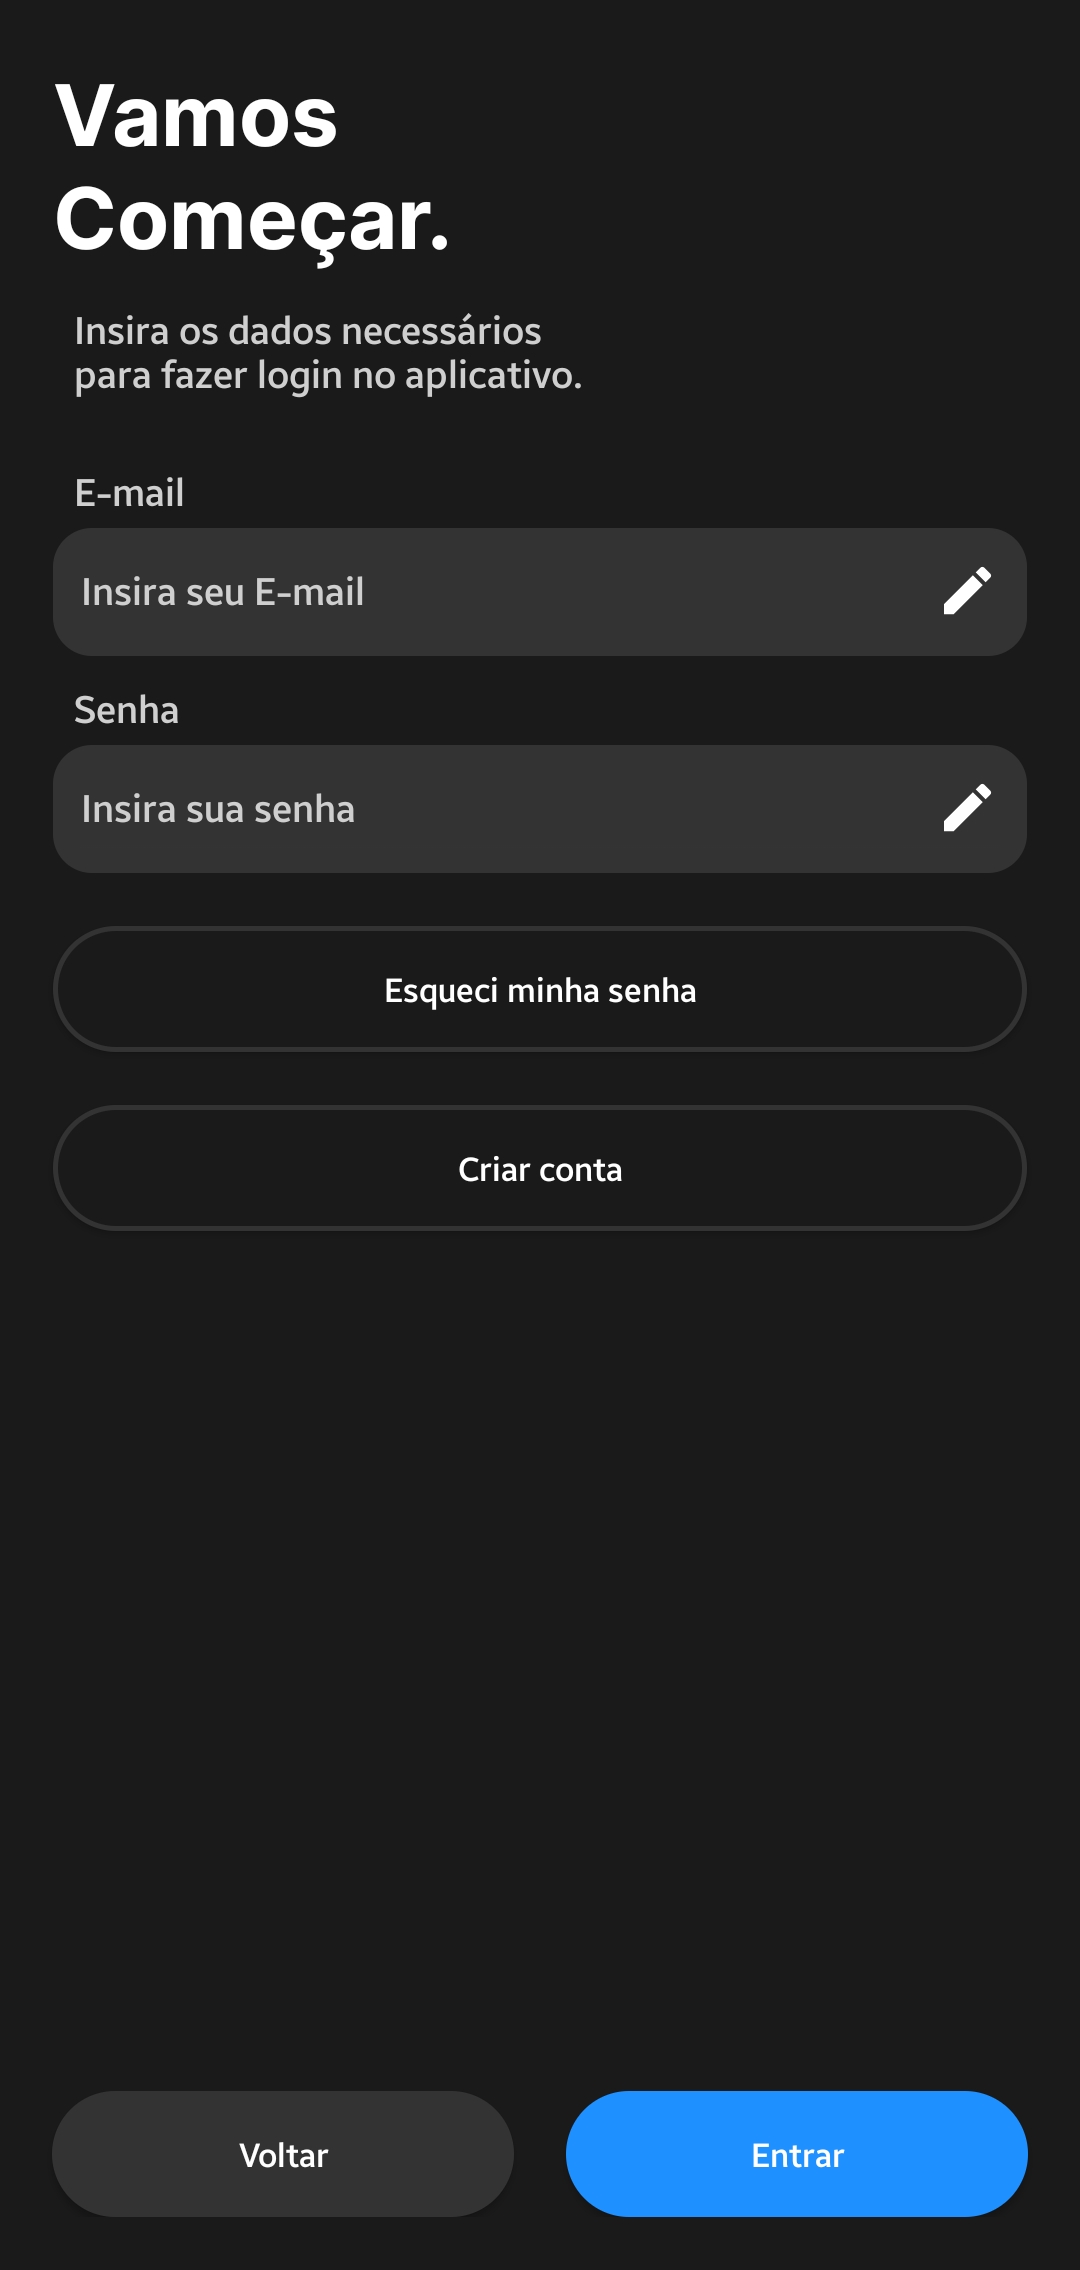 Vamos
Começar.
Insira os dados necessários
para fazer login no aplicativo.
E-mail
Insira seu E-mail
Senha
Insira sua senha
Esqueci minha senha
Criar conta
Voltar
Entrar